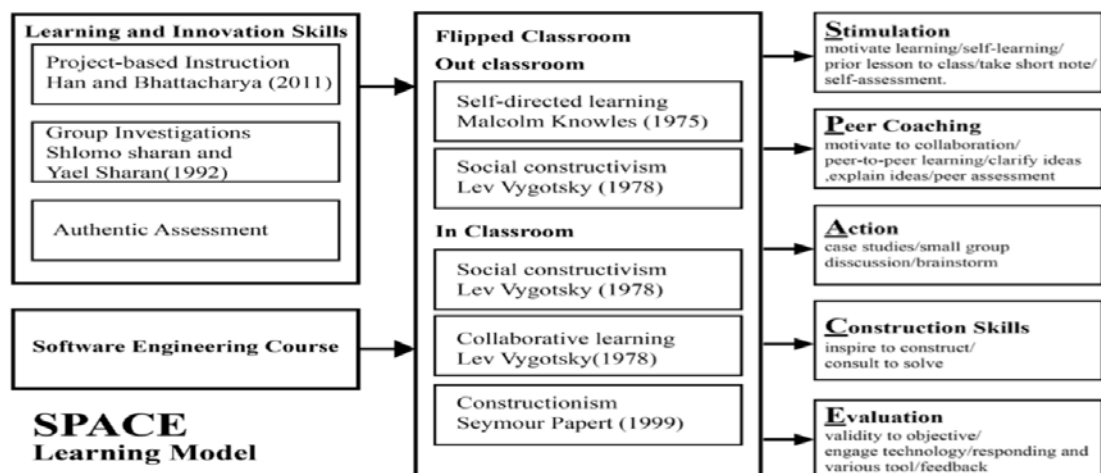 Learning and Innovation Skills
Project-based Instruction
Han and Bhattacharya (2011)
Group Investigations
Shlomo sharan and
Yael Sharan(1992)
Authentic Assessment
Software Engineering Course
SPACE
Learning Model
Flipped Classroom
Out classroom
Self-directed learning
Malcolm Knowles (1975)
Social constructivism
Lev Vygotsky (1978)
In Classroom
Social constructivism
Lev Vygotsky (1978)
Collaborative learning
Lev Vygotsky(1978)
Constructionism
Seymour Papert (1999)
Stimulation
motivate learning/self-learning/
prior lesson to class/take short note/
self-assessment.
Peer Coaching
motivate to collaboration/
peer-to-peer learning/clarify ideas
,explain ideas/peer assessment
Action
case studies/small group
disscussion/brainstorm
Construction Skills
inspire to construct/
consult to solve
Evaluation
validity to objective/
engage technology/responding and
various tool/feedback